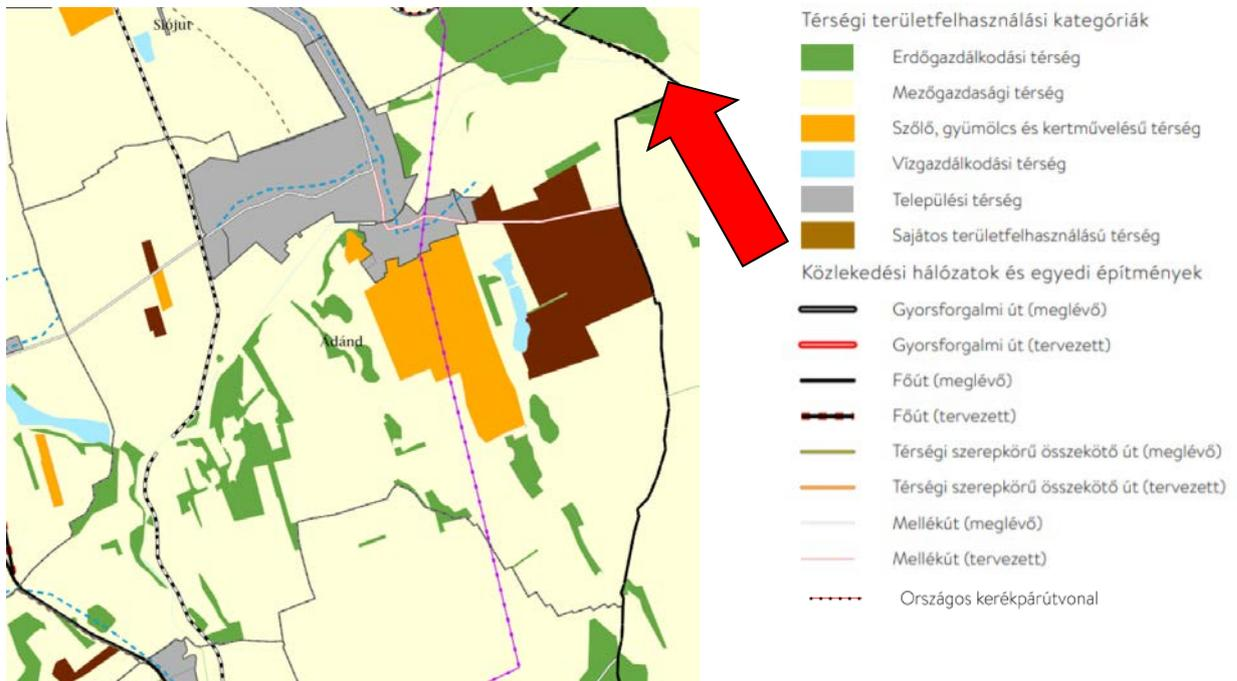 Siójut
Ádánd
Térségi területfelhasználási kategóriák
Erdőgazdálkodási térség
Mezőgazdasági térség
Szőlő, gyümölcs és kertművelésű térség
Vízgazdálkodási térség
Települési térség
Sajátos területfelhasználású térség
Közlekedési hálózatok és egyedi építmények
Gyorsforgalmi út (meglévő)
Gyorsforgalmi út (tervezett)
Főút (meglévő)
Főút (tervezett)
Térségi szerepkörű összekötő út (meglévő)
Térségi szerepkörű összekötő út (tervezett)
Mellékút (meglévő)
Mellékút (tervezett)
Országos kerékpárútvonal